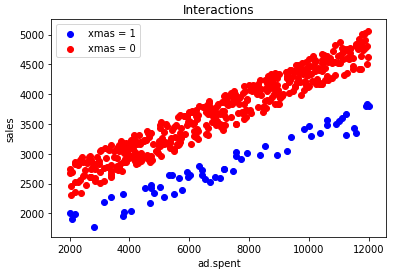 Interactions
xmas = 1
xmas = 0
sales
5000
4500
4000
3500
3000
2500
2000
2000
4000
6000
8000
10000
12000
ad.spent